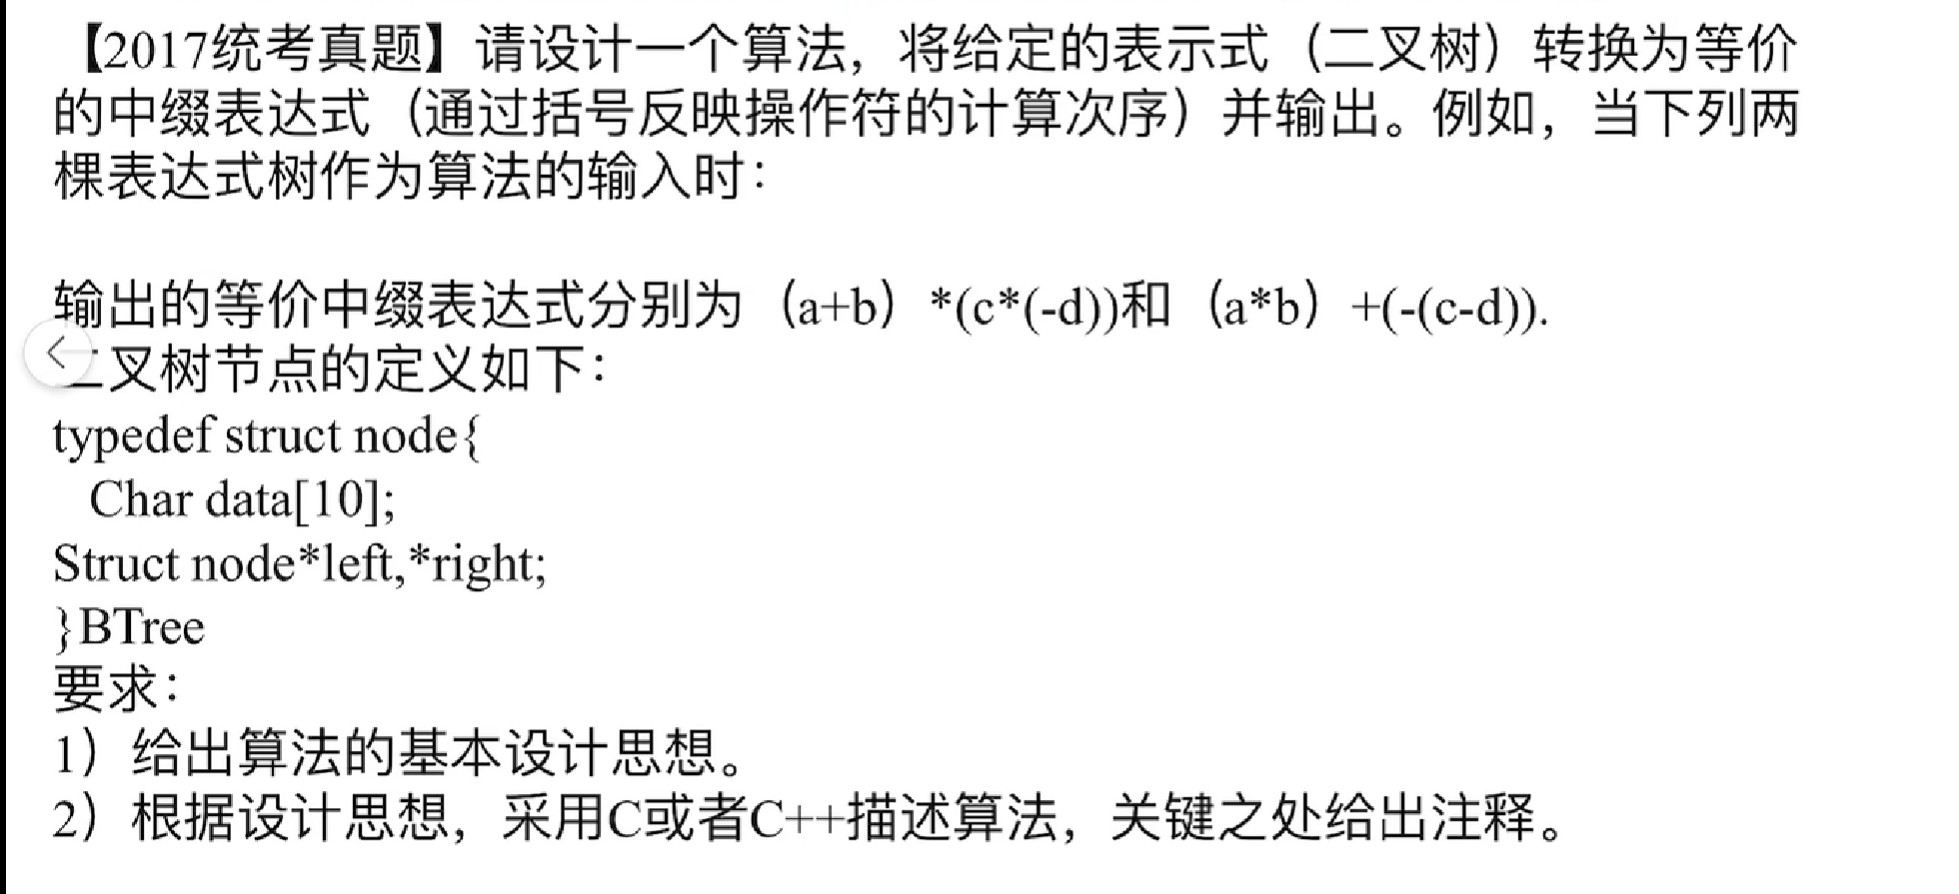 【2017统考真题】请设计一个算法，将给定的表示式（二叉树）转换为等价
的中缀表达式（通过括号反映操作符的计算次序）并输出。例如，当下列两
棵表达式树作为算法的输入时：
输出的等价中缀表达式分别为（a+b）*(c*(-d))和（a*b）+(-(c-d)).
二叉树节点的定义如下：
typedef struct node{
Char data[10];
Struct node*left,*right;
}BTree
要求：
1）给出算法的基本设计思想。
2）根据设计思想，采用C或者C++描述算法，关键之处给出注释。